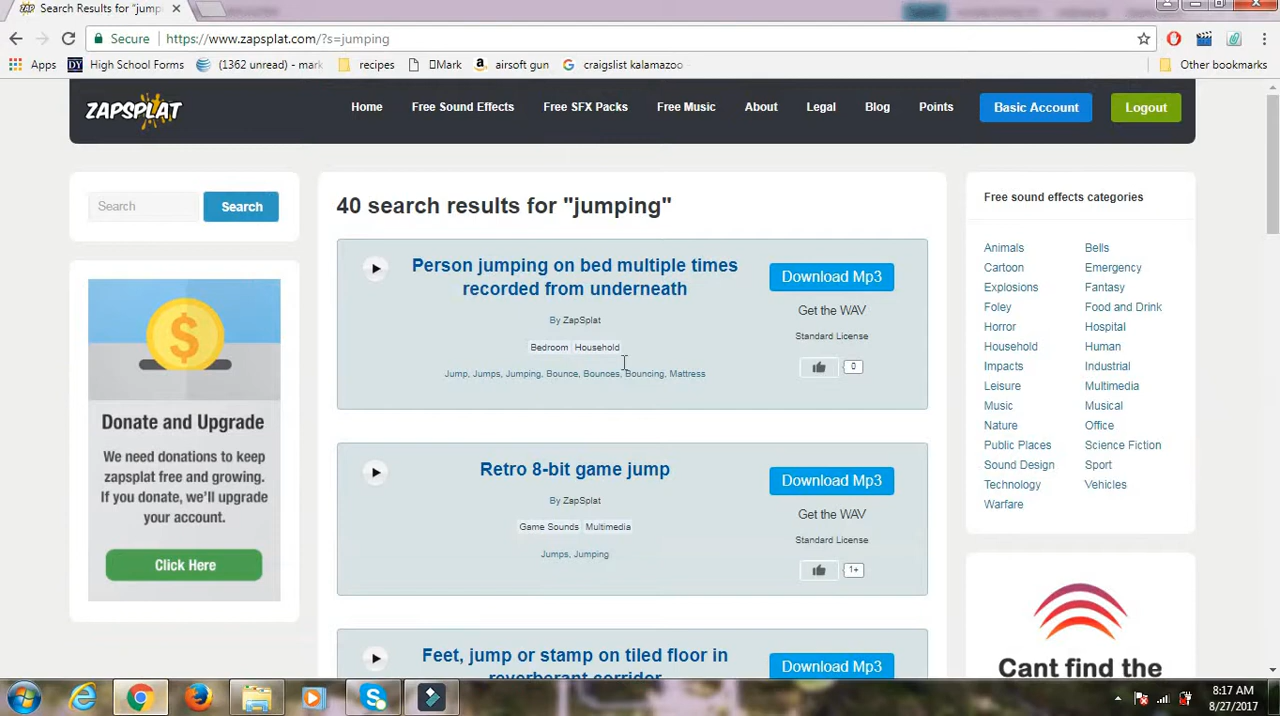 Search Results for "jump
Secure
https://www.zapsplat.com/?s=jumping
Apps
DY
High School Forms
(1362 unread) - mark
recipes
Mark
a
airsoft gun
G
craigslist kalamazoo
Other bookmarks
ZAPSPLAT
Home
Free Sound Effects
Free SFX Packs
Free Music
About
Legal
Blog
Points
Basic Account
Logout
Search
Search
Donate and Upgrade
We need donations to keep
zapsplat free and growing.
If you donate, we'll upgrade
your account.
Click Here
40 search results for "jumping"
Person jumping on bed multiple times
recorded from underneath
By ZapSplat
Bedroom Household
Jump, Jumps, Jumping, Bounce, Bounces, Bouncing, Mattress
Download Mp3
Get the WAV
Standard License
0
Retro 8-bit game jump
By ZapSplat
Game Sounds Multimedia
Jumps, Jumping
Download Mp3
Get the WAV
Standard License
1+
Feet, jump or stamp on tiled floor in
reverberant corridor
Download Mp3
Free sound effects categories
Animals
Bells
Cartoon
Emergency
Explosions
Fantasy
Foley
Food and Drink
Horror
Hospital
Household
Human
Impacts
Industrial
Leisure
Multimedia
Music
Musical
Nature
Office
Public Places
Science Fiction
Sound Design
Sport
Technology
Vehicles
Warfare
Cant find the
8:17 AM
8/27/2017